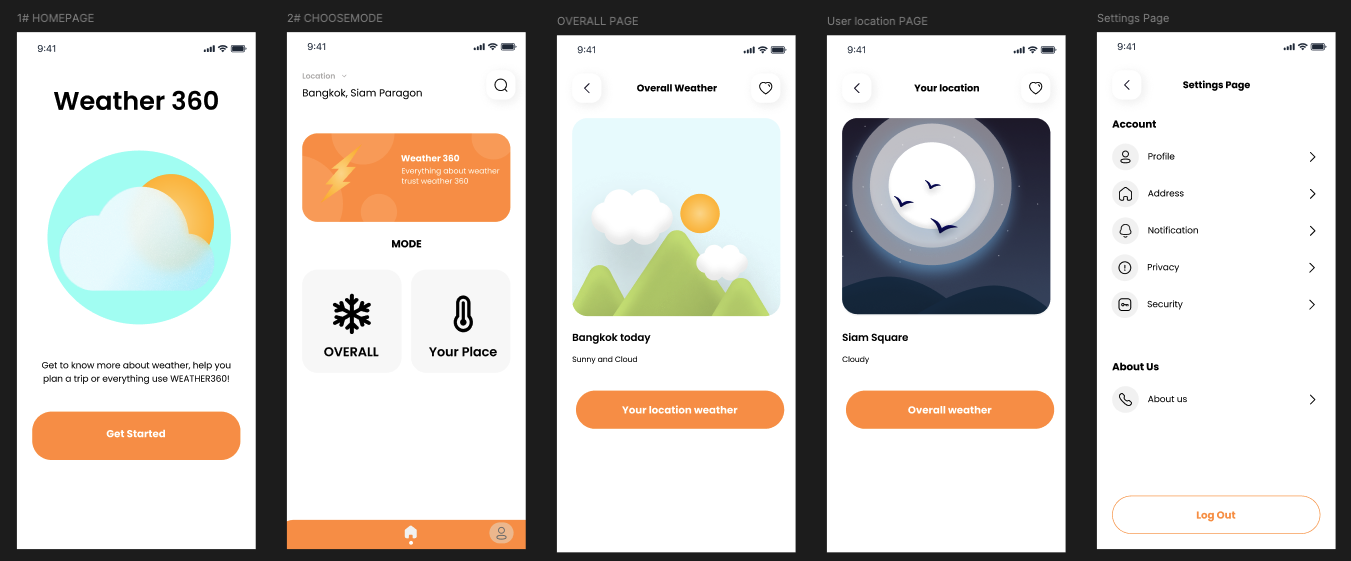 1# HOMEPAGE
9:41
Weather 360
Get to know more about weather, help you
plan a trip or everything use WEATHER360!
Get Started
2# CHOOSEMODE
9:41
Location
Bangkok, Siam Paragon
Weather 360
Everything about weather
trust weather 360
MODE
OVERALL
Your Place
OVERALL PAGE
9:41
Overall Weather
Bangkok today
Sunny and Cloud
Your location weather
User location PAGE
9:41
Your location
Siam Square
Cloudy
Overall weather
Settings Page
9:41
Settings Page
Account
Profile
Address
Notification
Privacy
Security
About Us
About us
Log Out